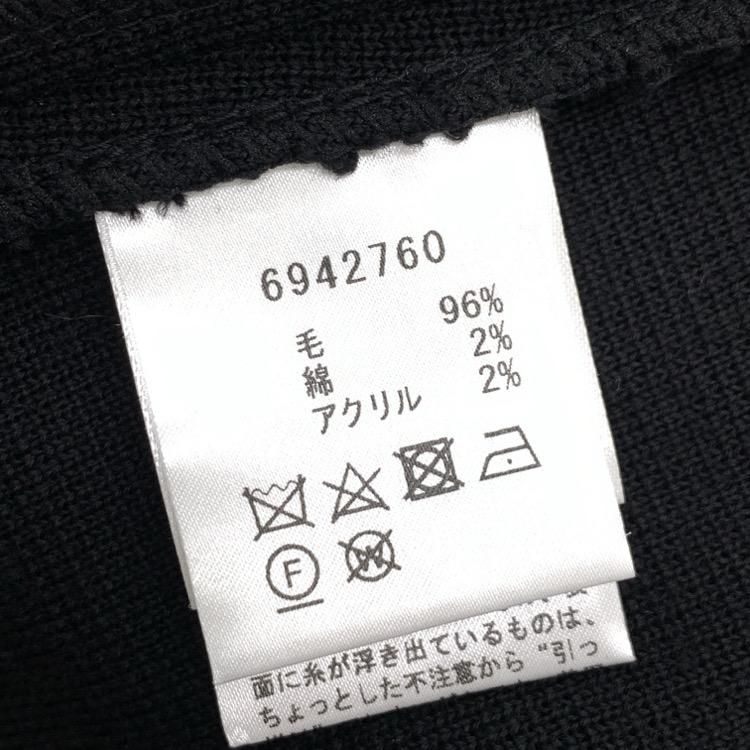 6942760
毛 96%
綿 2%
アクリル 2%
F
W
面に糸が浮き出ているものは、
ちょっとした不注意から“引っ